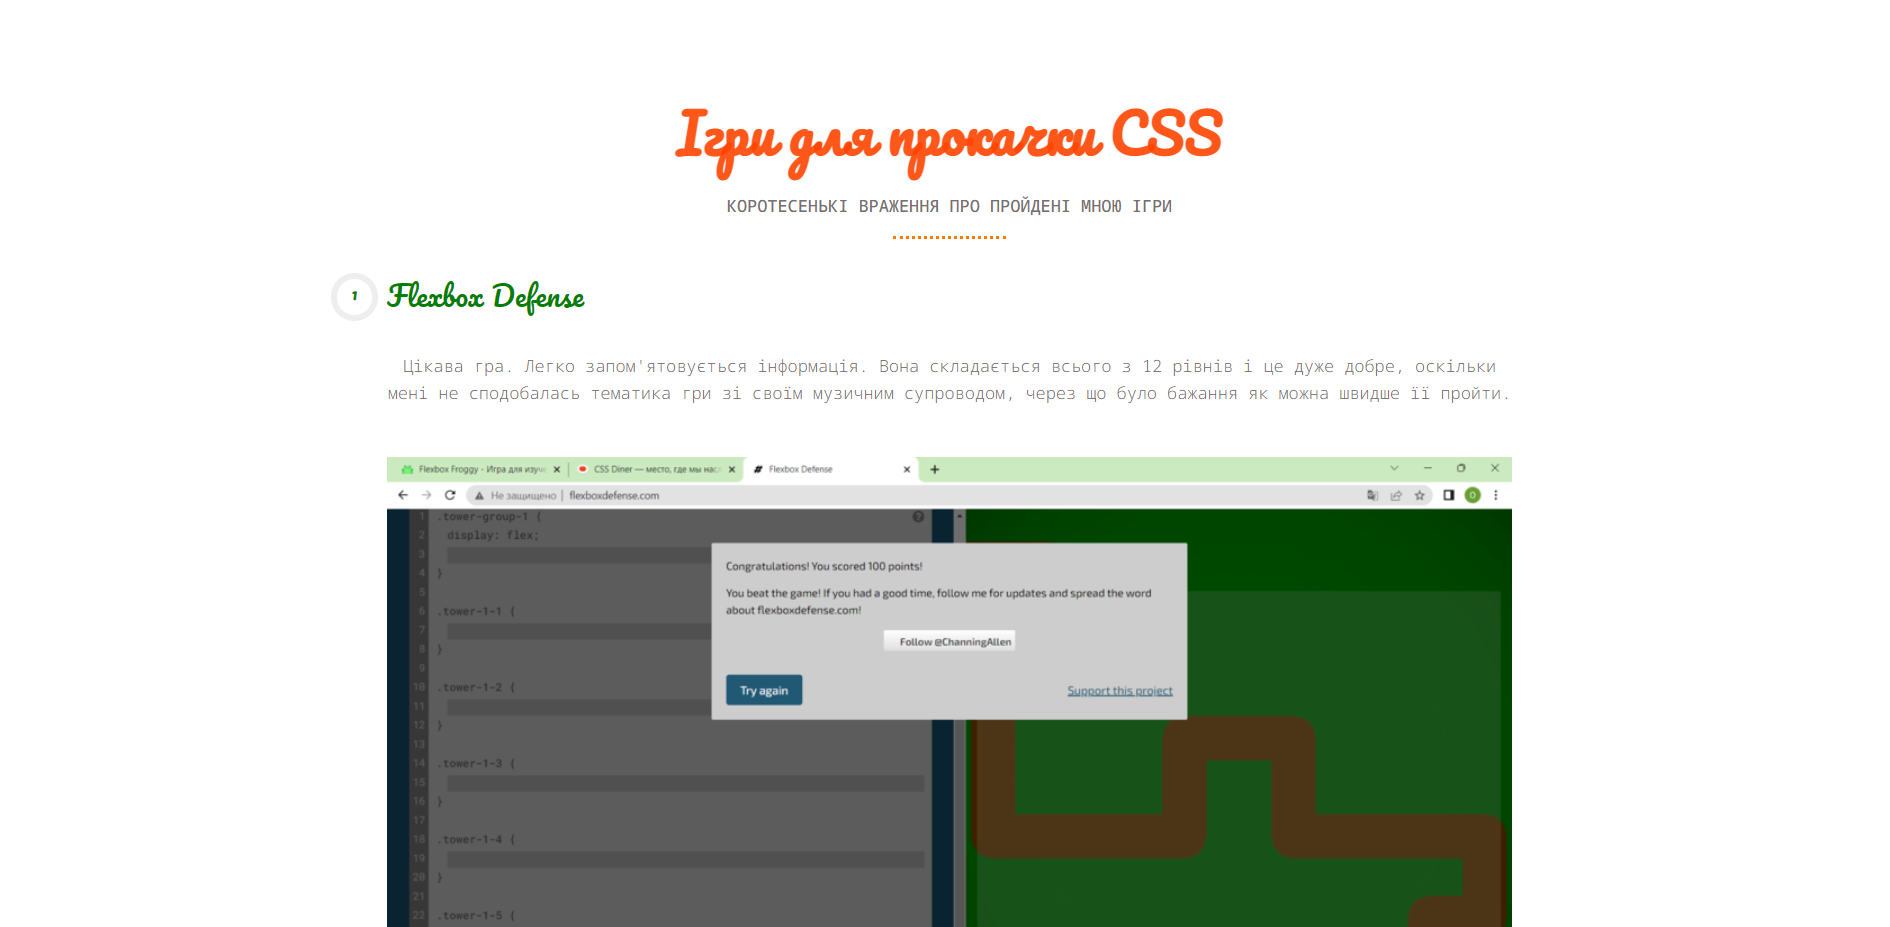 Ігри для прокачки CSS
КОРОТЕСЕНЬКІ ВРАЖЕННЯ ПРО ПРОЙДЕНІ МНОЮ ІГРИ
1 Flexbox Defense
Цікава гра. Легко запом'ятовується інформація. Вона складається всього з 12 рівнів і це дуже добре, оскільки
мені не сподобалась тематика гри зі своїм музичним супроводом, через що було бажання як можна швидше її пройти.
Flexbox Froggy - Игра для изуче CSS Diner — место, где мы нас Flexbox Defense
Не защищено flexboxdefense.com O
1 .tower-group-1 { ?
2 display: flex;
3
4 }
5
6 .tower-1-1 {
7
8 }
9
10 .tower-1-2 {
11
12 }
13
14 .tower-1-3 {
15
16 }
17
18 .tower-1-4 {
19
20 }
21
22 .tower-1-5 {
Congratulations! You scored 100 points!
You beat the game! If you had a good time, follow me for updates and spread the word
about flexboxdefense.com!
Follow @ChanningAllen
Try again Support this project